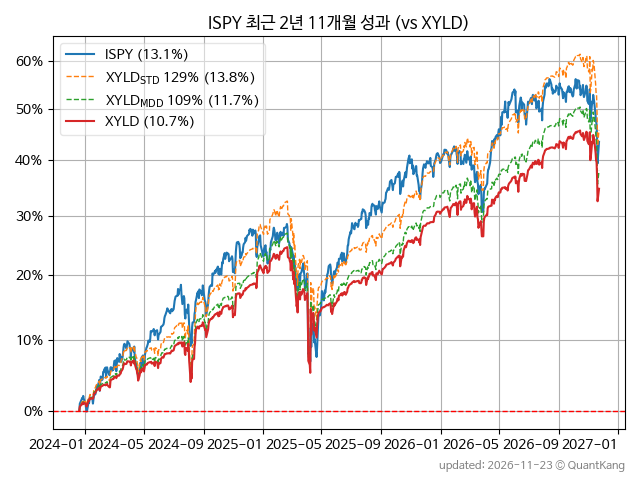 ISPY 최근 2년 11개월 성과 (vs XYLD)
ISPY (13.1%)
XYLD_STD 129% (13.8%)
XYLD_MDD 109% (11.7%)
XYLD (10.7%)
60%
50%
40%
30%
20%
10%
0%
2024-01 2024-05 2024-09 2025-01 2025-05 2025-09 2026-01 2026-05 2026-09 2027-01
updated: 2026-11-23 © QuantKang